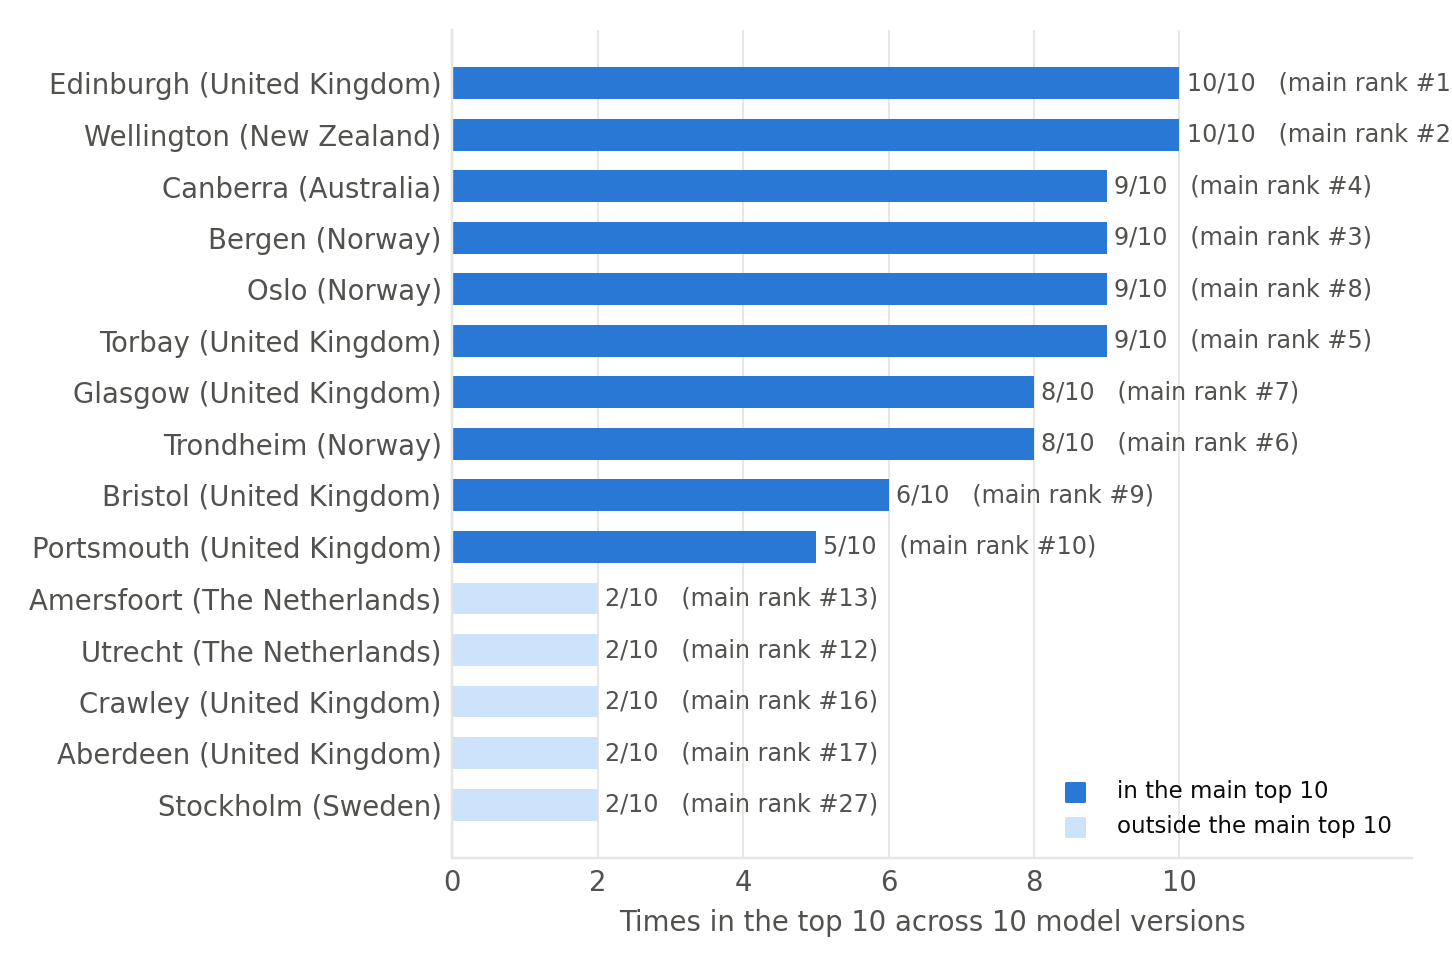 Edinburgh (United Kingdom) 10/10 (main rank #1
Wellington (New Zealand) 10/10 (main rank #2
Canberra (Australia) 9/10 (main rank #4)
Bergen (Norway) 9/10 (main rank #3)
Oslo (Norway) 9/10 (main rank #8)
Torbay (United Kingdom) 9/10 (main rank #5)
Glasgow (United Kingdom) 8/10 (main rank #7)
Trondheim (Norway) 8/10 (main rank #6)
Bristol (United Kingdom) 6/10 (main rank #9)
Portsmouth (United Kingdom) 5/10 (main rank #10)
Amersfoort (The Netherlands) 2/10 (main rank #13)
Utrecht (The Netherlands) 2/10 (main rank #12)
Crawley (United Kingdom) 2/10 (main rank #16)
Aberdeen (United Kingdom) 2/10 (main rank #17)
Stockholm (Sweden) 2/10 (main rank #27)
in the main top 10
outside the main top 10
0 2 4 6 8 10
Times in the top 10 across 10 model versions